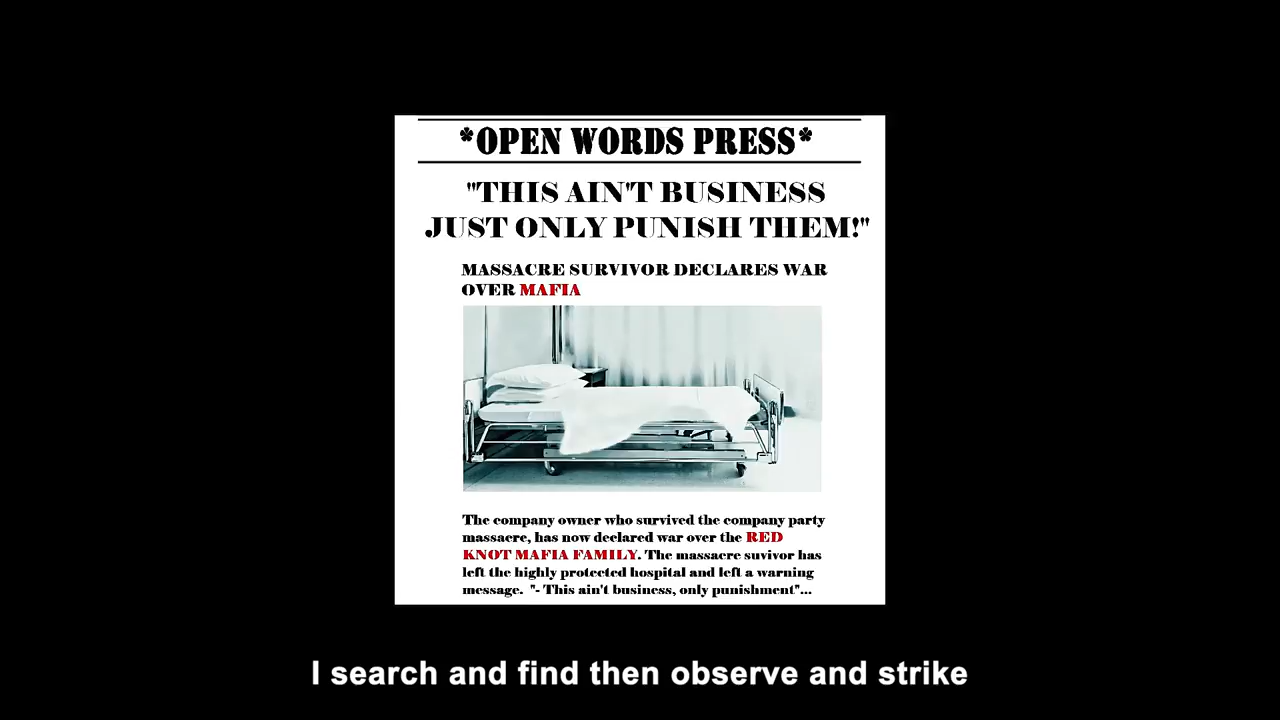 *OPEN WORDS PRESS*
"THIS AIN'T BUSINESS
JUST ONLY PUNISH THEM!"
MASSACRE SURVIVOR DECLARES WAR
OVER MAFIA
The company owner who survived the company party
massacre, has now declared war over the RED
KNOT MAFIA FAMILY. The massacre suvivor has
left the highly protected hospital and left a warning
message. "- This ain't business, only punishment"...
I search and find then observe and strike